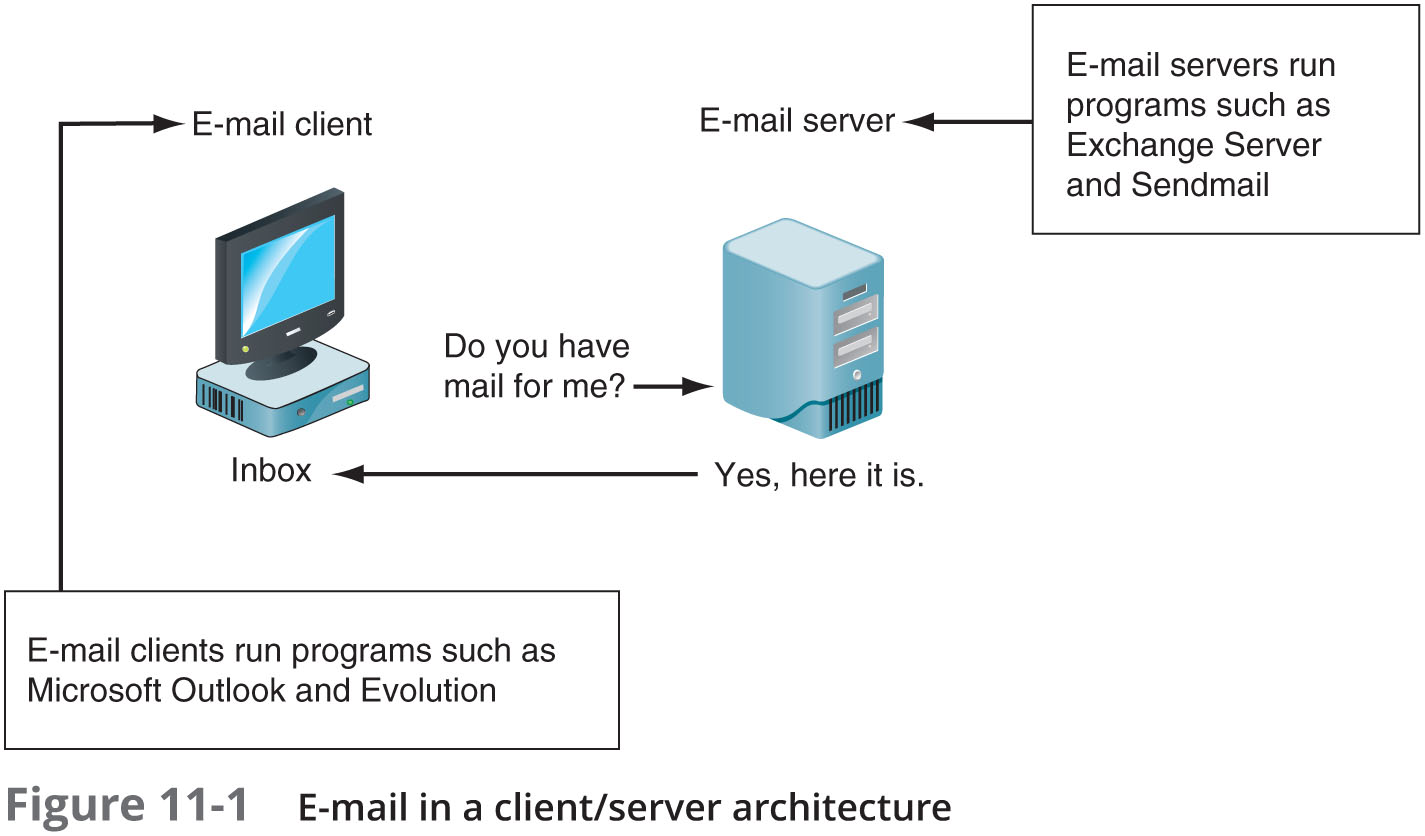 E-mail client
E-mail server
E-mail servers run
programs such as
Exchange Server
and Sendmail
Do you have
mail for me?
Inbox
Yes, here it is.
E-mail clients run programs such as
Microsoft Outlook and Evolution
Figure 11-1 E-mail in a client/server architecture